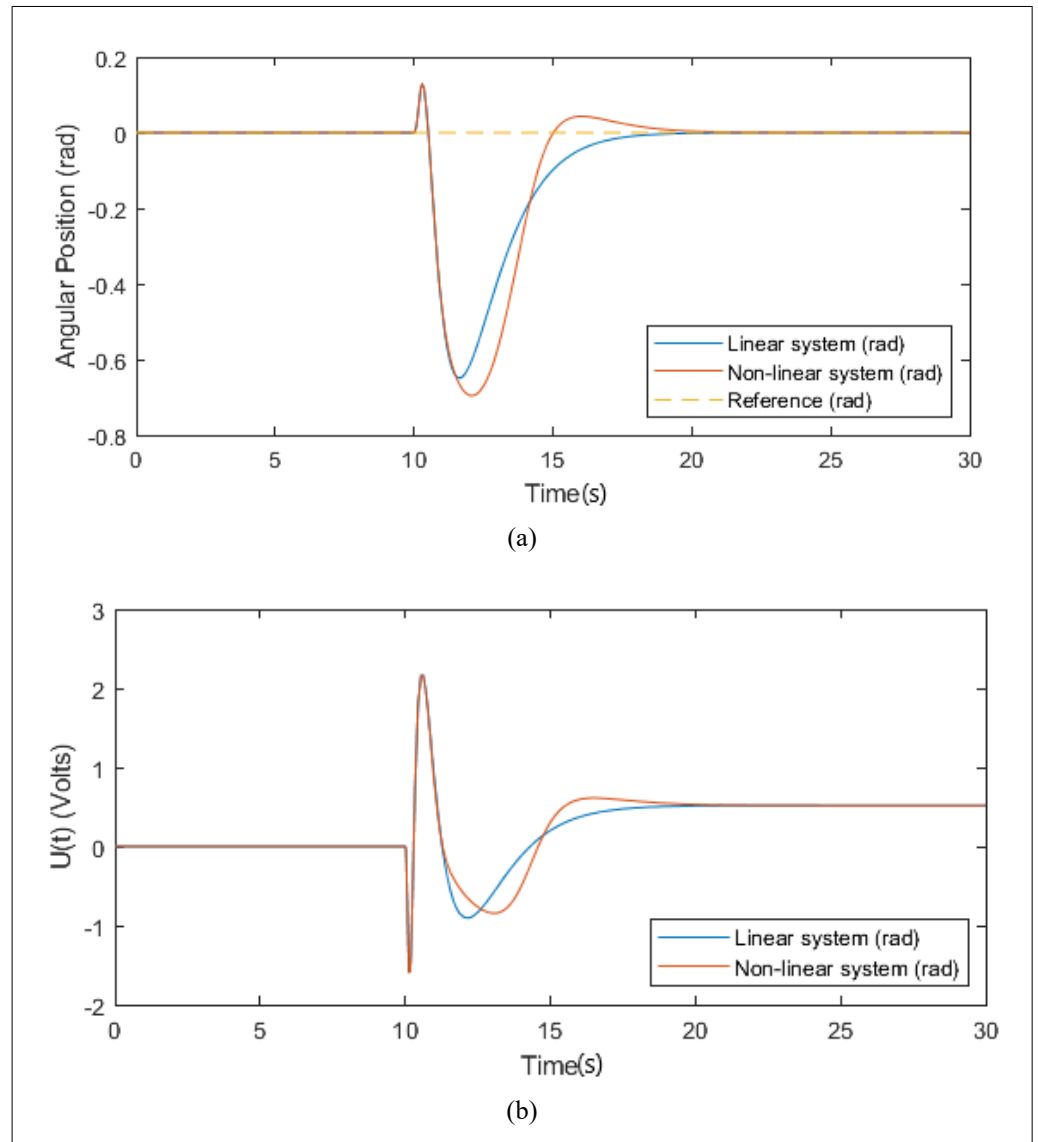 0.2
0
-0.2
-0.4
-0.6
-0.8
Angular Position (rad)
Linear system (rad)
Non-linear system (rad)
Reference (rad)
0 5 10 15 20 25 30
Time(s)
(a)
3
2
1
0
-1
-2
U(t) (Volts)
Linear system (rad)
Non-linear system (rad)
0 5 10 15 20 25 30
Time(s)
(b)